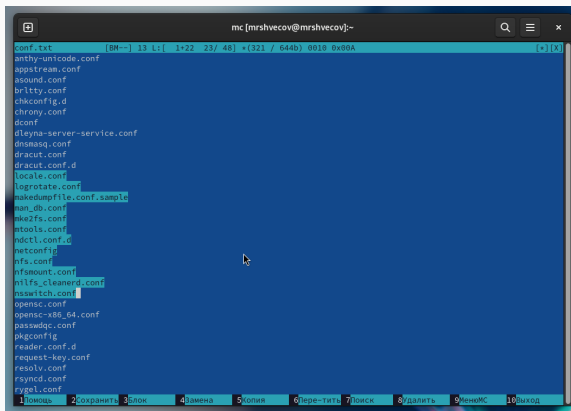 mc [mrshvecov@mrshvecov]:~
conf.txt [BM--] 13 L:[ 1+22 23/ 48] *(321 / 644b) 0010 0x00A [*][X]
anthy-unicode.conf
appstream.conf
asound.conf
brltty.conf
chkconfig.d
chrony.conf
dconf
dleyna-server-service.conf
dnsmasq.conf
dracut.conf
dracut.conf.d
locale.conf
logrotate.conf
makedumpfile.conf.sample
man_db.conf
mke2fs.conf
mtools.conf
ndctl.conf.d
netconfig
nfs.conf
nfsmount.conf
nilfs_cleanerd.conf
nsswitch.conf
opensc.conf
opensc-x86_64.conf
passwdqc.conf
pkgconfig
reader.conf.d
request-key.conf
resolv.conf
rsyncd.conf
rygel.conf
1Помощь 2Сохранить 3Блок 4Замена 5Копия 6Пере~тить 7Поиск 8Удалить 9МенюMC 10Выход